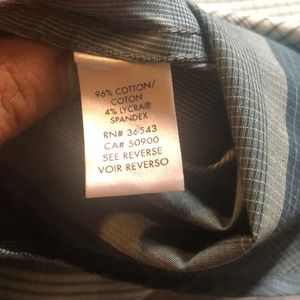 96% COTTON/
COTON
4% LYCRA®
SPANDEX
RN# 36543
CA# 50900
SEE REVERSE
VOIR REVERSO